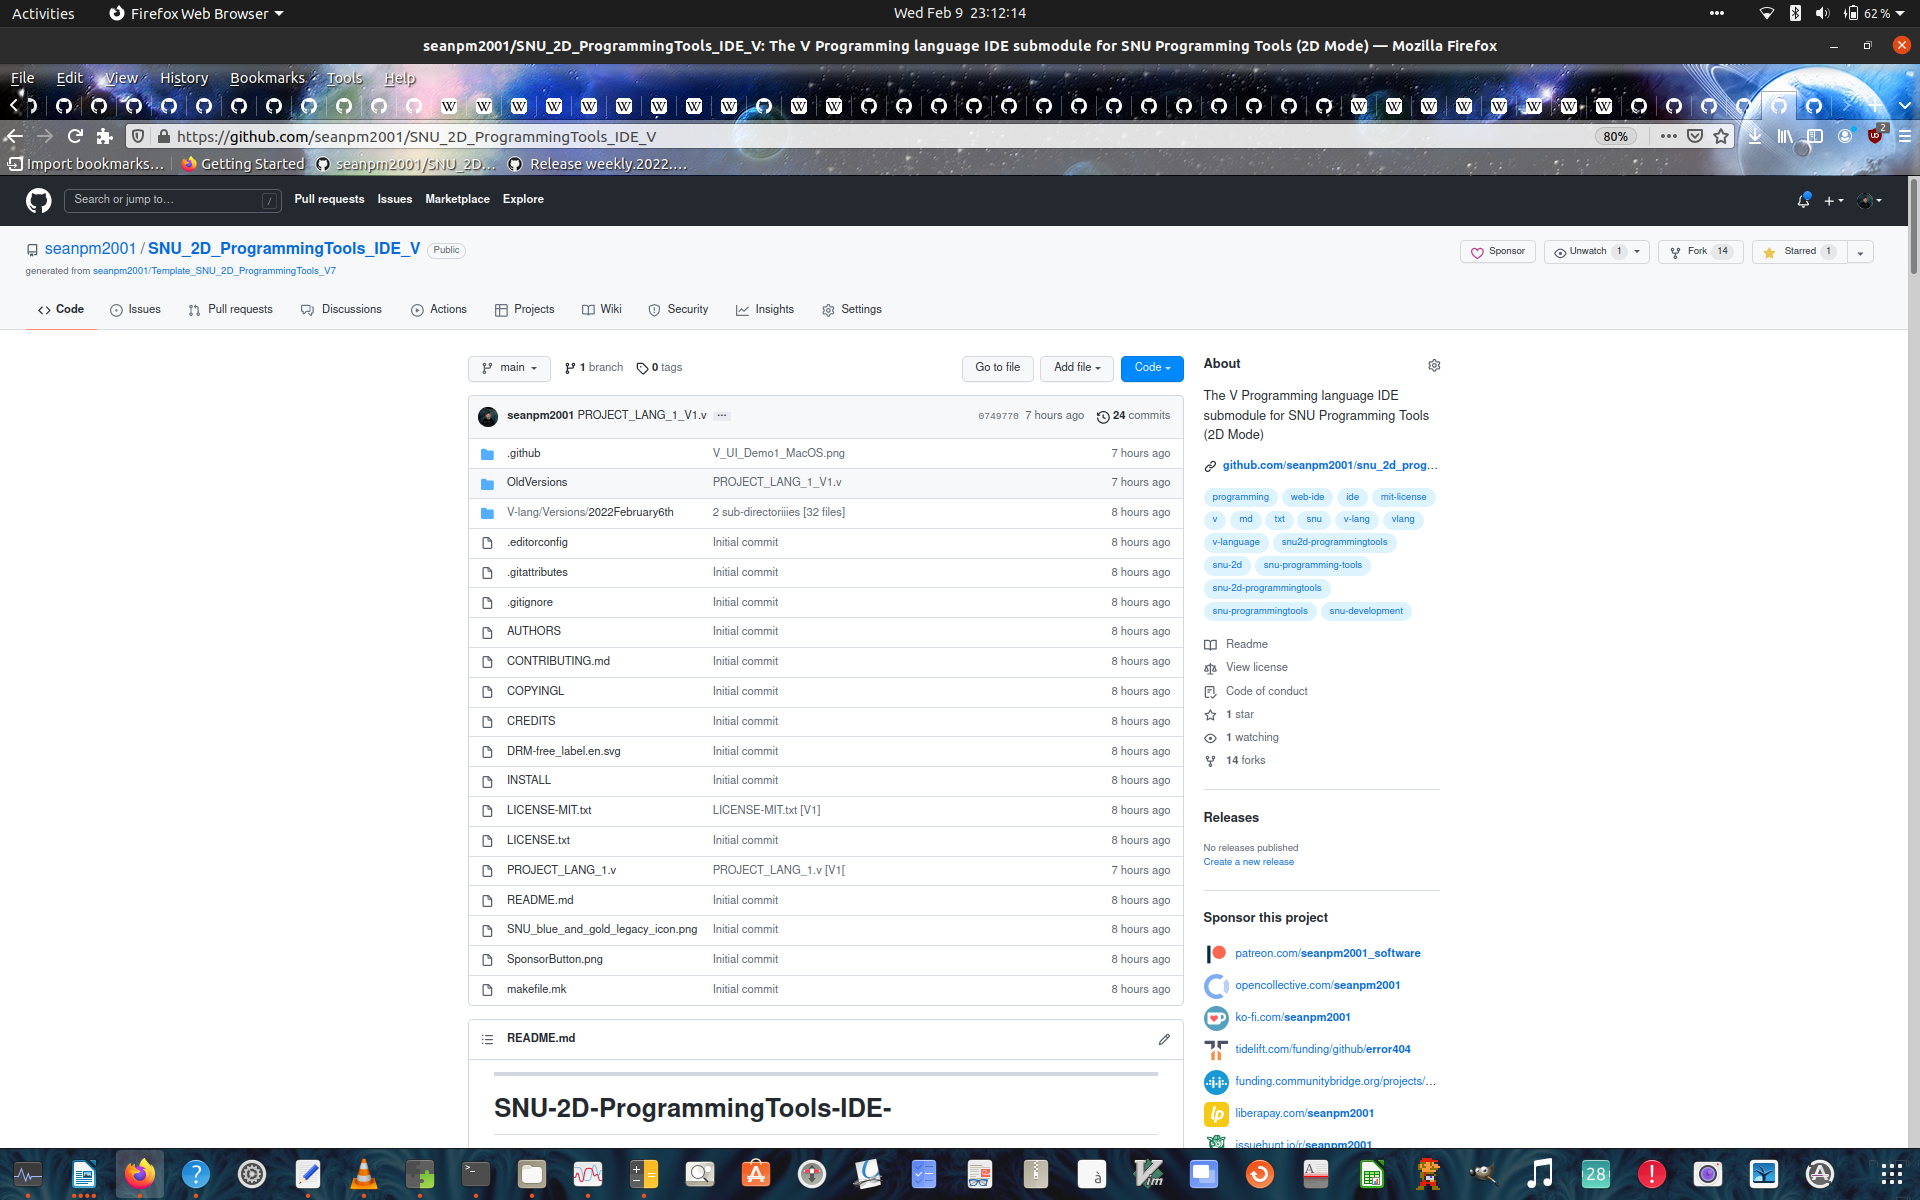 Activities Firefox Web Browser Wed Feb 9 23:12:14 62 %
seanpm2001/SNU_2D_ProgrammingTools_IDE_V: The V Programming language IDE submodule for SNU Programming Tools (2D Mode) — Mozilla Firefox
File Edit View History Bookmarks Tools Help
https://github.com/seanpm2001/SNU_2D_ProgrammingTools_IDE_V 80% 2
Import bookmarks… Getting Started seanpm2001/SNU_2D… Release weekly.2022.…
Search or jump to… / Pull requests Issues Marketplace Explore
seanpm2001 / SNU_2D_ProgrammingTools_IDE_V Public Sponsor Unwatch 1 Fork 14 Starred 1
generated from seanpm2001/Template_SNU_2D_ProgrammingTools_V7
Code Issues Pull requests Discussions Actions Projects Wiki Security Insights Settings
main 1 branch 0 tags Go to file Add file Code
seanpm2001 PROJECT_LANG_1_V1.v ... 0749770 7 hours ago 24 commits
.github V_UI_Demo1_MacOS.png 7 hours ago
OldVersions PROJECT_LANG_1_V1.v 7 hours ago
V-lang/Versions/2022February6th 2 sub-directoriiies [32 files] 8 hours ago
.editorconfig Initial commit 8 hours ago
.gitattributes Initial commit 8 hours ago
.gitignore Initial commit 8 hours ago
AUTHORS Initial commit 8 hours ago
CONTRIBUTING.md Initial commit 8 hours ago
COPYINGL Initial commit 8 hours ago
CREDITS Initial commit 8 hours ago
DRM-free_label.en.svg Initial commit 8 hours ago
INSTALL Initial commit 8 hours ago
LICENSE-MIT.txt LICENSE-MIT.txt [V1] 8 hours ago
LICENSE.txt Initial commit 8 hours ago
PROJECT_LANG_1.v PROJECT_LANG_1.v [V1[ 7 hours ago
README.md Initial commit 8 hours ago
SNU_blue_and_gold_legacy_icon.png Initial commit 8 hours ago
SponsorButton.png Initial commit 8 hours ago
makefile.mk Initial commit 8 hours ago
README.md
SNU-2D-ProgrammingTools-IDE-
About
The V Programming language IDE
submodule for SNU Programming Tools
(2D Mode)
github.com/seanpm2001/snu_2d_prog…
programming web-ide ide mit-license
v md txt snu v-lang vlang
v-language snu2d-programmingtools
snu-2d snu-programming-tools
snu-2d-programmingtools
snu-programmingtools snu-development
Readme
View license
Code of conduct
1 star
1 watching
14 forks
Releases
No releases published
Create a new release
Sponsor this project
patreon.com/seanpm2001_software
opencollective.com/seanpm2001
ko-fi.com/seanpm2001
tidelift.com/funding/github/error404
funding.communitybridge.org/projects/…
liberapay.com/seanpm2001
issuehunt.io/r/seanpm2001
28